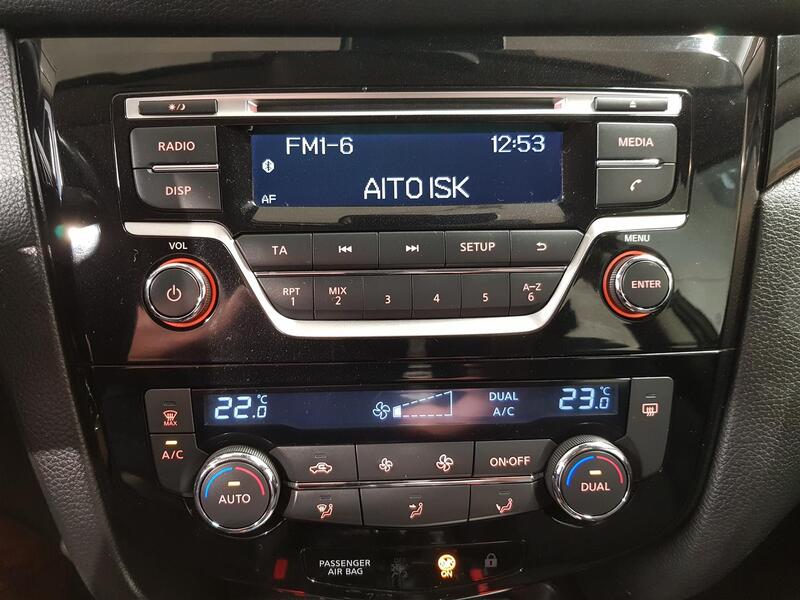 RADIO
FM1-6 12:53
MEDIA
DISP
AF
AITO ISK
VOL
TA
SETUP
MENU
RPT
1
MIX
2
3
4
5
A-Z
6
ENTER
22.0 °C
DUAL
A/C
23.0 °C
MAX
A/C
ON·OFF
AUTO
DUAL
PASSENGER
AIR BAG
ON